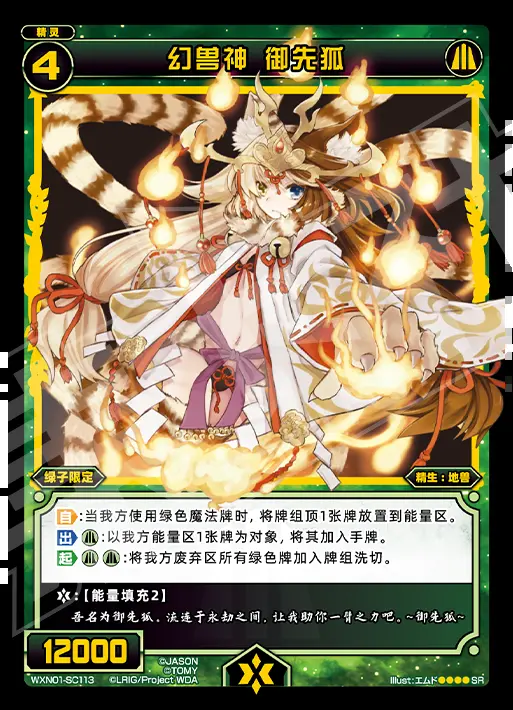 精灵
4
幻兽神 御先狐
绿子限定
精生:地兽
自:当我方使用绿色魔法牌时,将牌组顶1张牌放置到能量区。
出:以我方能量区1张牌为对象,将其加入手牌。
起:将我方废弃区所有绿色牌加入牌组洗切。
:【能量填充2】
吾名为御先狐。流连于永劫之间,让我助你一臂之力吧。~御先狐~
12000
©JASON
©TOMY
WXN01-SC113
©LRIG/Project WDA
Illust:エムド
SR